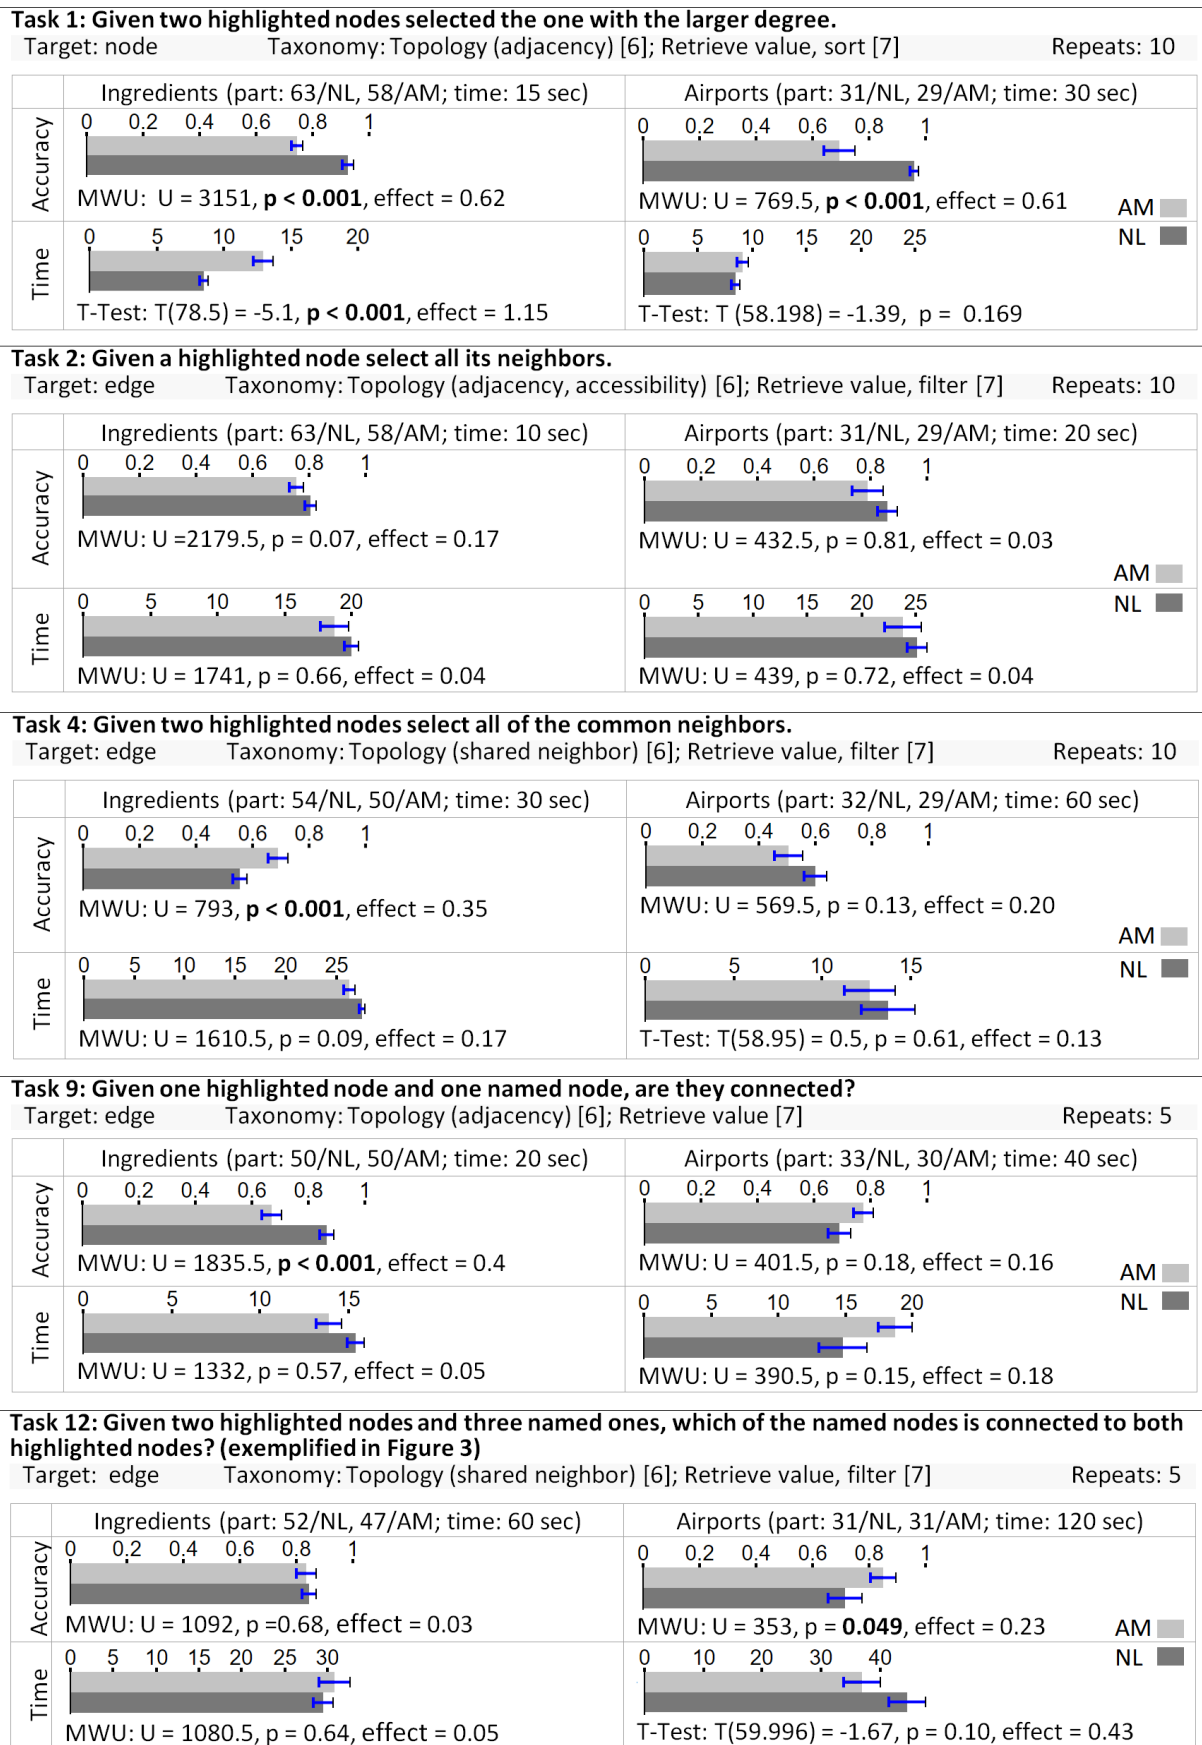 Task 1: Given two highlighted nodes selected the one with the larger degree.
Target: node Taxonomy: Topology (adjacency) [6]; Retrieve value, sort [7] Repeats: 10
Ingredients (part: 63/NL, 58/AM; time: 15 sec) Airports (part: 31/NL, 29/AM; time: 30 sec)
Accuracy
0 0.2 0.4 0.6 0.8 1 0 0.2 0.4 0.6 0.8 1
MWU: U = 3151, p < 0.001, effect = 0.62 MWU: U = 769.5, p < 0.001, effect = 0.61 AM
NL
Time
0 5 10 15 20 0 5 10 15 20 25
T-Test: T(78.5) = -5.1, p < 0.001, effect = 1.15 T-Test: T (58.198) = -1.39, p = 0.169
Task 2: Given a highlighted node select all its neighbors.
Target: edge Taxonomy: Topology (adjacency, accessibility) [6]; Retrieve value, filter [7] Repeats: 10
Ingredients (part: 63/NL, 58/AM; time: 10 sec) Airports (part: 31/NL, 29/AM; time: 20 sec)
Accuracy
0 0.2 0.4 0.6 0.8 1 0 0.2 0.4 0.6 0.8 1
MWU: U =2179.5, p = 0.07, effect = 0.17 MWU: U = 432.5, p = 0.81, effect = 0.03
AM
NL
Time
0 5 10 15 20 0 5 10 15 20 25
MWU: U = 1741, p = 0.66, effect = 0.04 MWU: U = 439, p = 0.72, effect = 0.04
Task 4: Given two highlighted nodes select all of the common neighbors.
Target: edge Taxonomy: Topology (shared neighbor) [6]; Retrieve value, filter [7] Repeats: 10
Ingredients (part: 54/NL, 50/AM; time: 30 sec) Airports (part: 32/NL, 29/AM; time: 60 sec)
Accuracy
0 0.2 0.4 0.6 0.8 1 0 0.2 0.4 0.6 0.8 1
MWU: U = 793, p < 0.001, effect = 0.35 MWU: U = 569.5, p = 0.13, effect = 0.20
AM
NL
Time
0 5 10 15 20 25 0 5 10 15
MWU: U = 1610.5, p = 0.09, effect = 0.17 T-Test: T(58.95) = 0.5, p = 0.61, effect = 0.13
Task 9: Given one highlighted node and one named node, are they connected?
Target: edge Taxonomy: Topology (adjacency) [6]; Retrieve value [7] Repeats: 5
Ingredients (part: 50/NL, 50/AM; time: 20 sec) Airports (part: 33/NL, 30/AM; time: 40 sec)
Accuracy
0 0.2 0.4 0.6 0.8 1 0 0.2 0.4 0.6 0.8 1
MWU: U = 1835.5, p < 0.001, effect = 0.4 MWU: U = 401.5, p = 0.18, effect = 0.16
AM
NL
Time
0 5 10 15 0 5 10 15 20
MWU: U = 1332, p = 0.57, effect = 0.05 MWU: U = 390.5, p = 0.15, effect = 0.18
Task 12: Given two highlighted nodes and three named ones, which of the named nodes is connected to both
highlighted nodes? (exemplified in Figure 3)
Target: edge Taxonomy: Topology (shared neighbor) [6]; Retrieve value, filter [7] Repeats: 5
Ingredients (part: 52/NL, 47/AM; time: 60 sec) Airports (part: 31/NL, 31/AM; time: 120 sec)
Accuracy
0 0.2 0.4 0.6 0.8 1 0 0.2 0.4 0.6 0.8 1
MWU: U = 1092, p =0.68, effect = 0.03 MWU: U = 353, p = 0.049, effect = 0.23 AM
NL
Time
0 5 10 15 20 25 30 0 10 20 30 40
MWU: U = 1080.5, p = 0.64, effect = 0.05 T-Test: T(59.996) = -1.67, p = 0.10, effect = 0.43